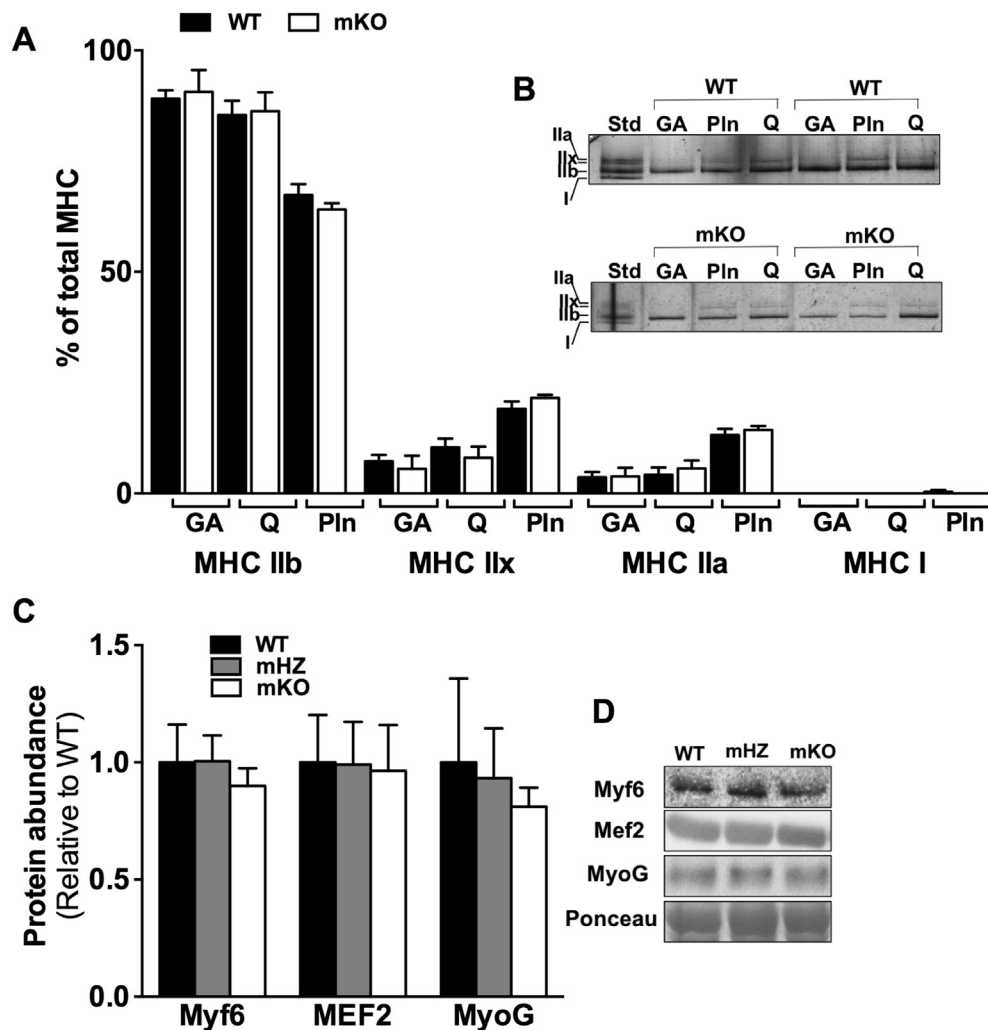 A
WT mKO
100
50
0
% of total MHC
GA Q Pln GA Q Pln GA Q Pln GA Q Pln
MHC IIb MHC IIx MHC IIa MHC I
B
WT WT
Std GA Pln Q GA Pln Q
IIa
IIx
IIb
I
mKO mKO
Std GA Pln Q GA Pln Q
IIa
IIx
IIb
I
C
WT
mHZ
mKO
1.5
1.0
0.5
0.0
Protein abundance
(Relative to WT)
Myf6 MEF2 MyoG
D
WT mHZ mKO
Myf6
Mef2
MyoG
Ponceau